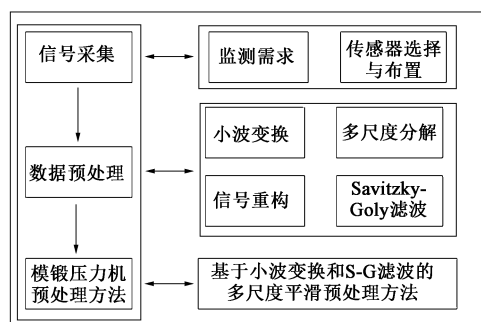 信号采集
监测需求
传感器选择
与布置
数据预处理
小波变换
多尺度分解
信号重构
Savitzky-
Goly滤波
模锻压力机
预处理方法
基于小波变换和S-G滤波的
多尺度平滑预处理方法